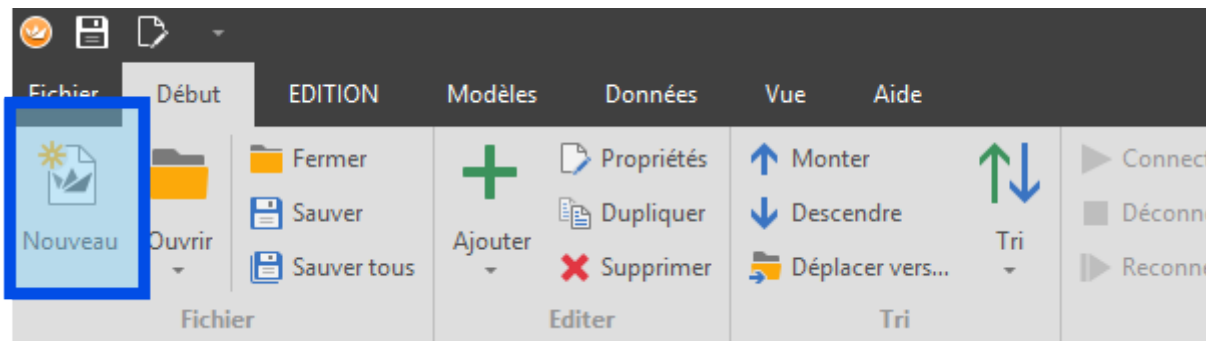 Fichier Début EDITION Modèles Données Vue Aide
Nouveau
Ouvrir
Fermer
Sauver
Sauver tous
Fichier
Ajouter
Propriétés
Dupliquer
Supprimer
Editer
Monter
Descendre
Déplacer vers...
Tri
Tri